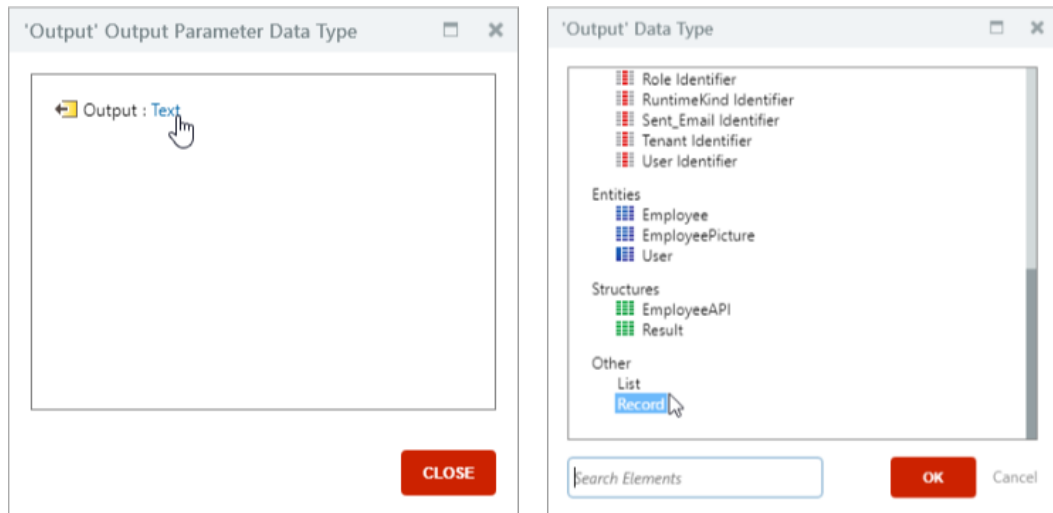 'Output' Output Parameter Data Type
Output : Text
CLOSE
'Output' Data Type
Role Identifier
RuntimeKind Identifier
Sent_Email Identifier
Tenant Identifier
User Identifier
Entities
Employee
EmployeePicture
User
Structures
EmployeeAPI
Result
Other
List
Record
Search Elements
OK
Cancel